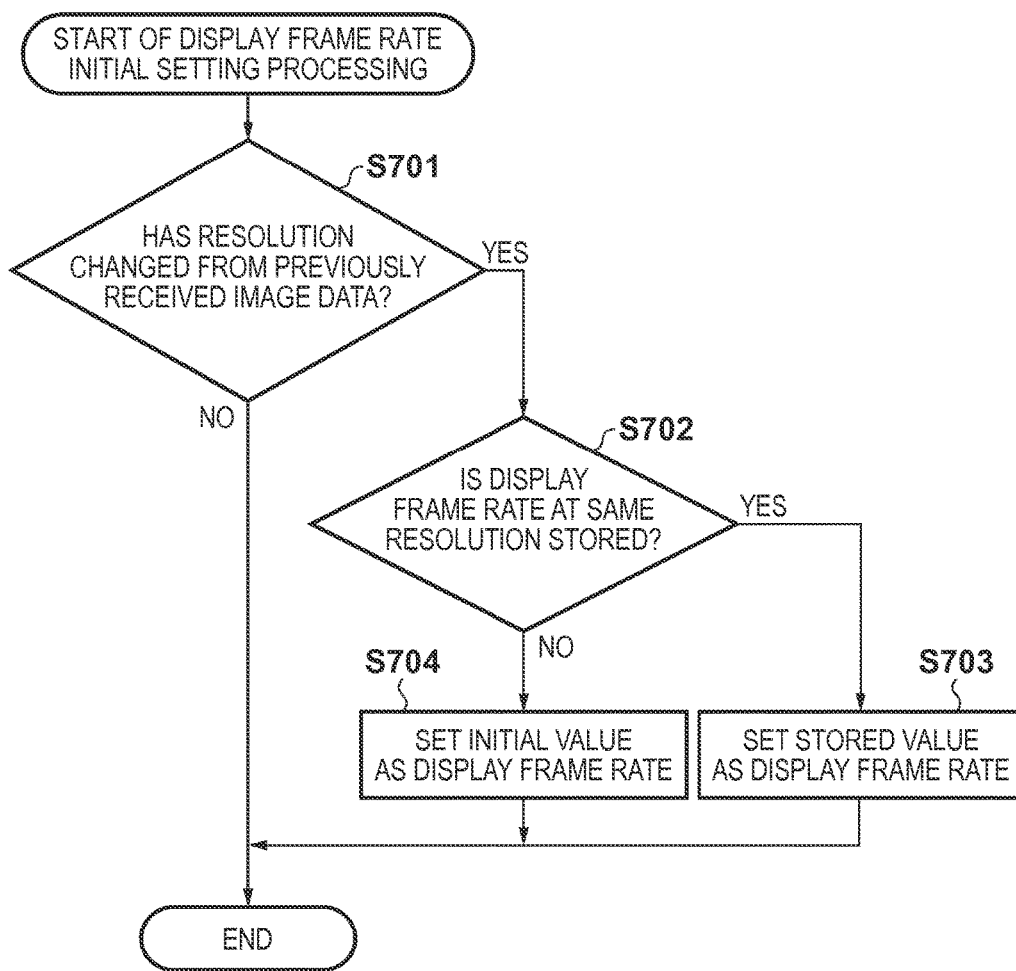 START OF DISPLAY FRAME RATE
INITIAL SETTING PROCESSING
S701
HAS RESOLUTION
CHANGED FROM PREVIOUSLY
RECEIVED IMAGE DATA?
YES
NO
S702
IS DISPLAY
FRAME RATE AT SAME
RESOLUTION STORED?
YES
NO
S704
SET INITIAL VALUE
AS DISPLAY FRAME RATE
S703
SET STORED VALUE
AS DISPLAY FRAME RATE
END